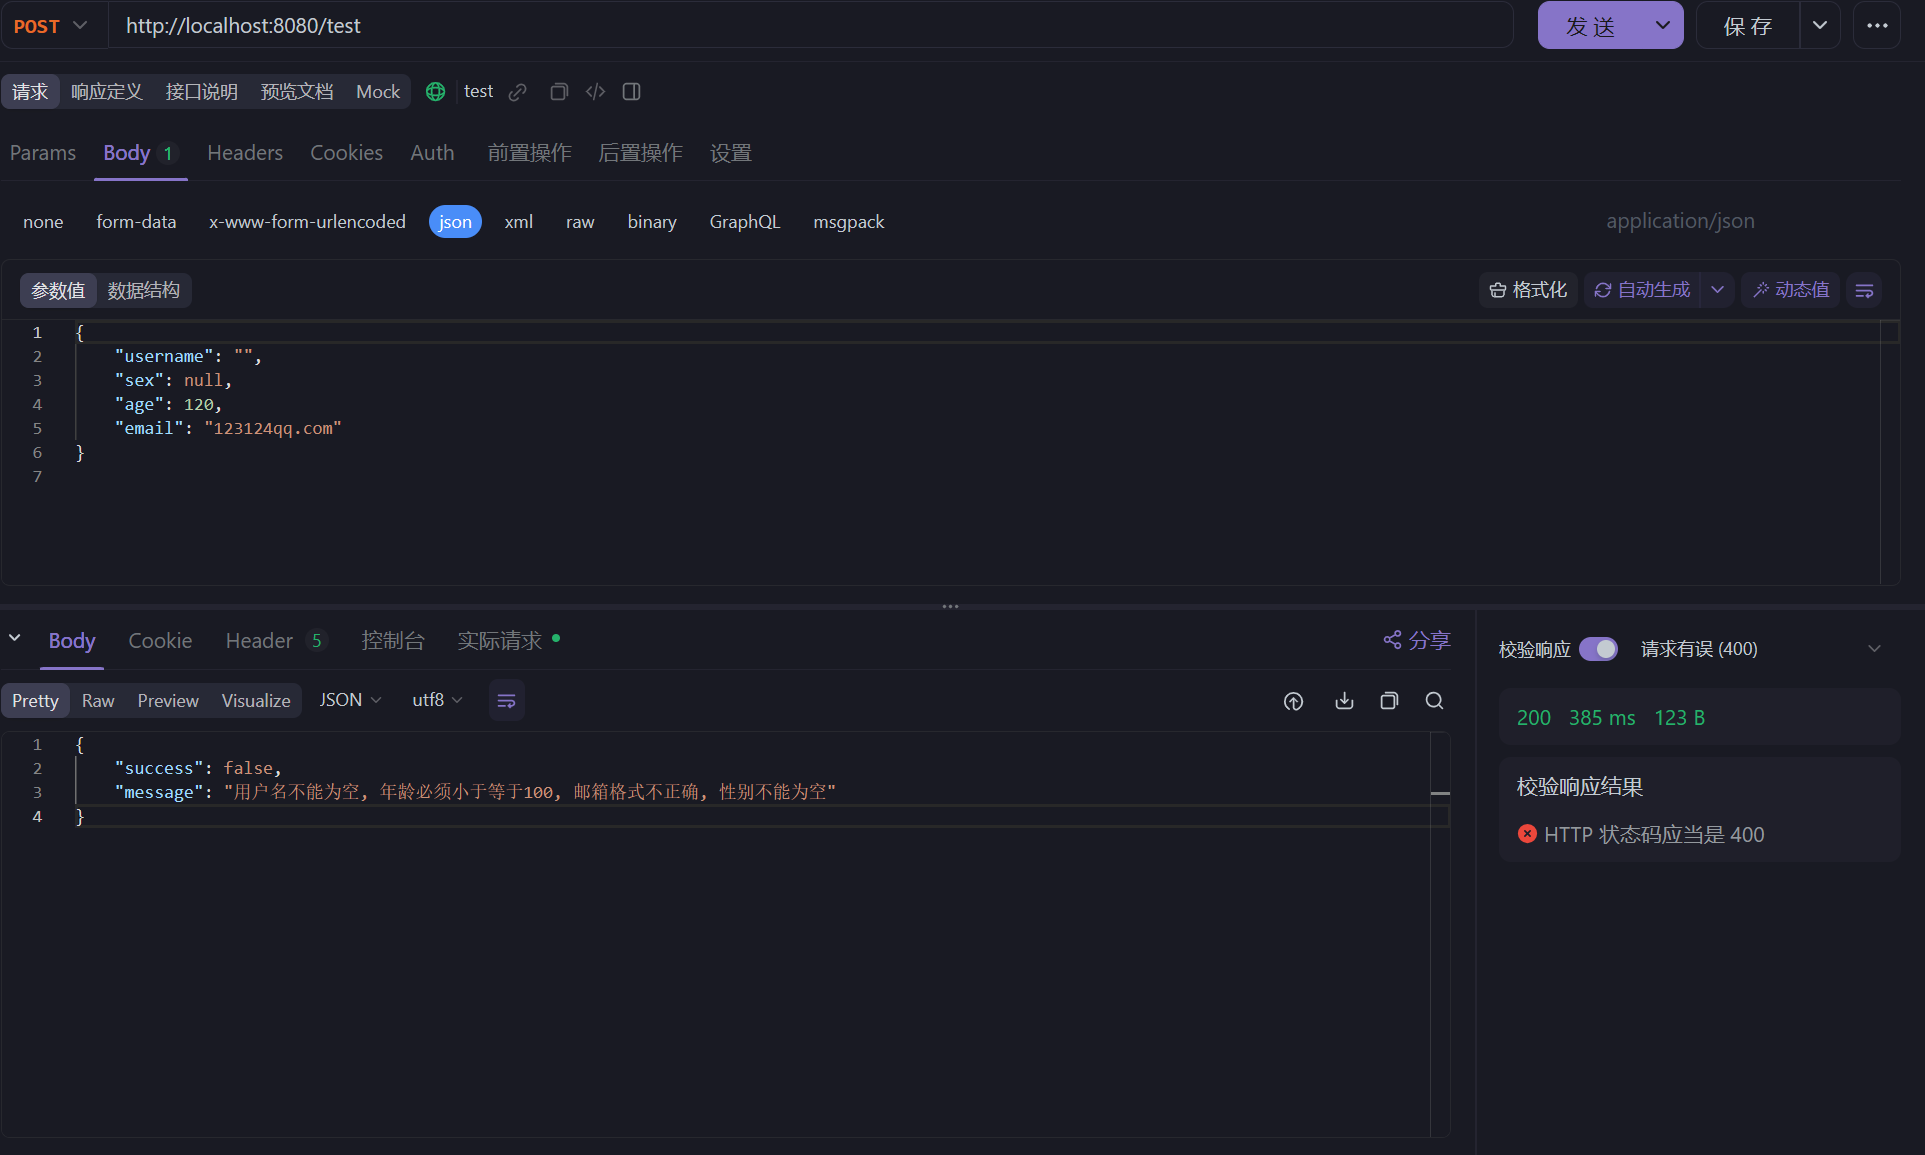 POST http://localhost:8080/test 发 送 保 存
请求 响应定义 接口说明 预览文档 Mock test
Params Body 1 Headers Cookies Auth 前置操作 后置操作 设置
none form-data x-www-form-urlencoded json xml raw binary GraphQL msgpack application/json
参数值 数据结构 格式化 自动生成 动态值
1 {
2 "username": "",
3 "sex": null,
4 "age": 120,
5 "email": "123124qq.com"
6 }
7
Body Cookie Header 5 控制台 实际请求 分享
Pretty Raw Preview Visualize JSON utf8
1 {
2 "success": false,
3 "message": "用户名不能为空, 年龄必须小于等于100, 邮箱格式不正确, 性别不能为空"
4 }
校验响应 请求有误 (400)
200 385 ms 123 B
校验响应结果
HTTP 状态码应当是 400